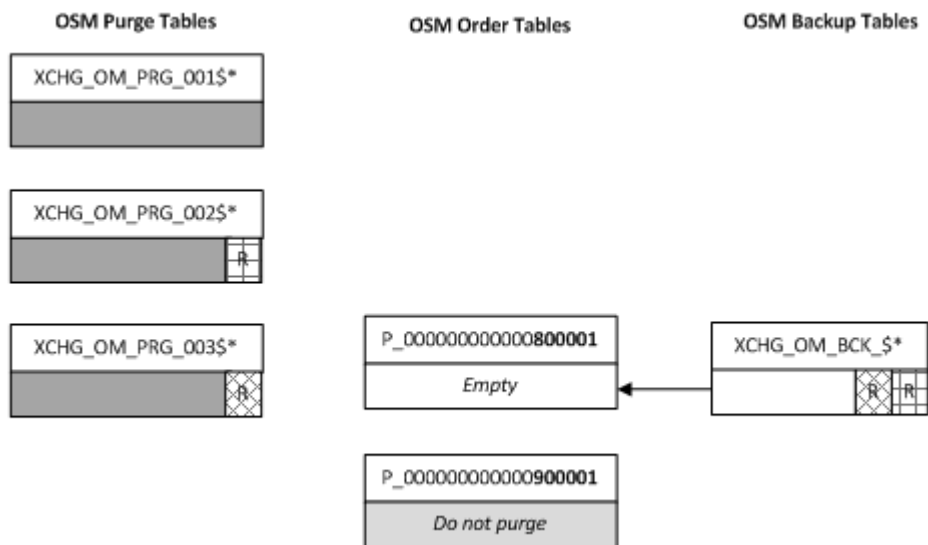 OSM Purge Tables
OSM Order Tables
OSM Backup Tables
XCHG_OM_PRG_001$*
XCHG_OM_PRG_002$*
R
XCHG_OM_PRG_003$*
R
P_000000000000800001
Empty
XCHG_OM_BCK_$*
R R
P_000000000000900001
Do not purge